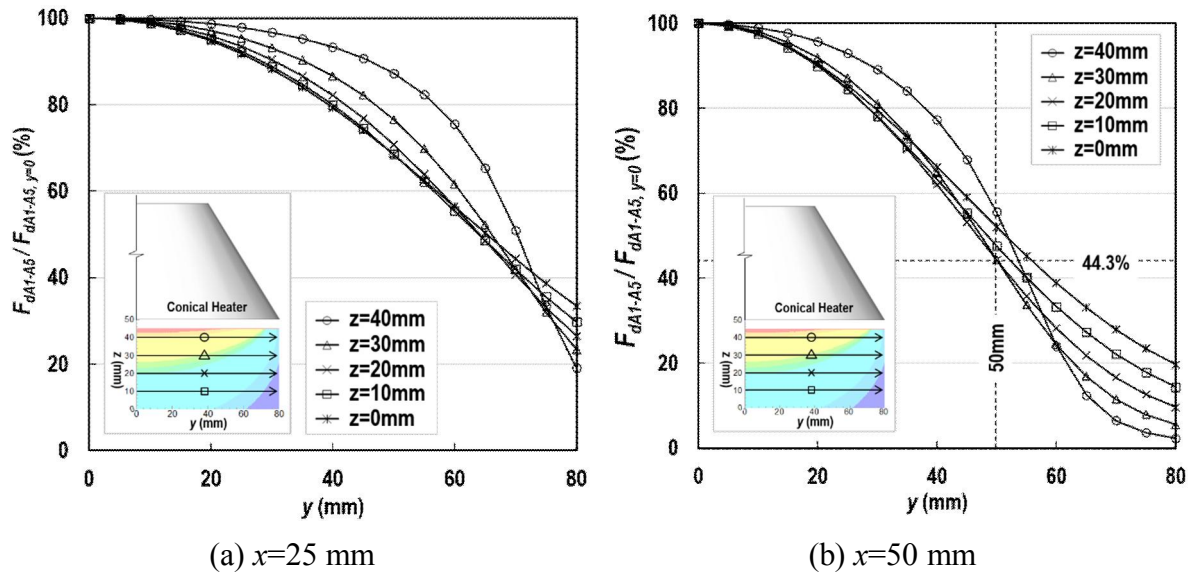 100
80
60
40
20
0
F_dA1-A5 / F_dA1-A5, y=0 (%)
0 20 40 60 80
y (mm)
Conical Heater
50
40
30
20
10
0
z (mm)
0 20 40 60 80
y (mm)
z=40mm
z=30mm
z=20mm
z=10mm
z=0mm
(a) x=25 mm
100
80
60
40
20
0
F_dA1-A5 / F_dA1-A5, y=0 (%)
0 20 40 60 80
y (mm)
z=40mm
z=30mm
z=20mm
z=10mm
z=0mm
44.3%
50mm
Conical Heater
50
40
30
20
10
0
z (mm)
0 20 40 60 80
y (mm)
(b) x=50 mm